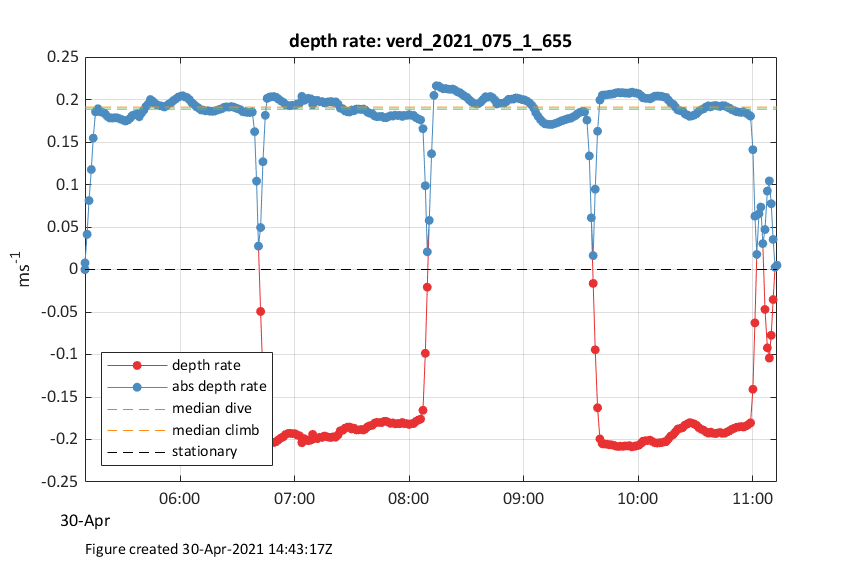 depth rate: verd_2021_075_1_655
0.25
0.2
0.15
0.1
0.05
0
-0.05
-0.1
-0.15
-0.2
-0.25
ms-1
depth rate
abs depth rate
median dive
median climb
stationary
06:00 07:00 08:00 09:00 10:00 11:00
30-Apr
Figure created 30-Apr-2021 14:43:17Z